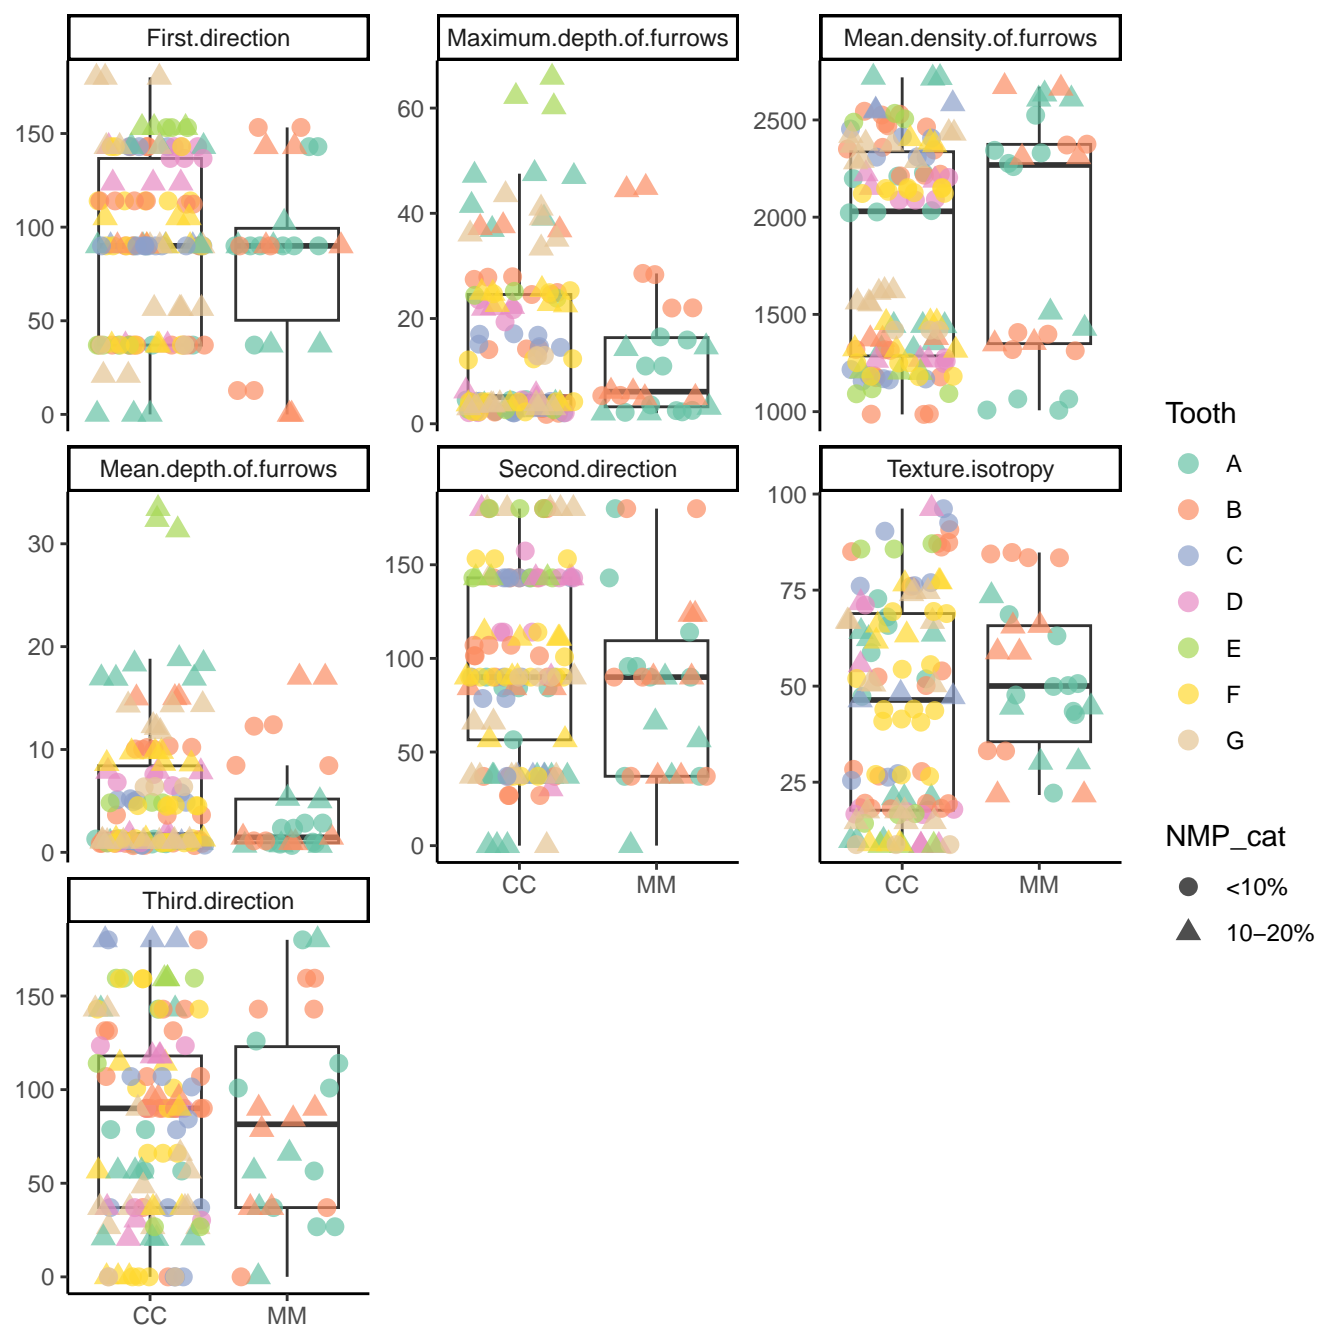 First.direction
Maximum.depth.of.furrows
Mean.density.of.furrows
150
100
50
0
60
40
20
0
2500
2000
1500
1000
Mean.depth.of.furrows
Second.direction
Texture.isotropy
30
20
10
0
150
100
50
0
100
75
50
25
CC
MM
CC
MM
Third.direction
150
100
50
0
CC
MM
Tooth
A
B
C
D
E
F
G
NMP_cat
<10%
10–20%